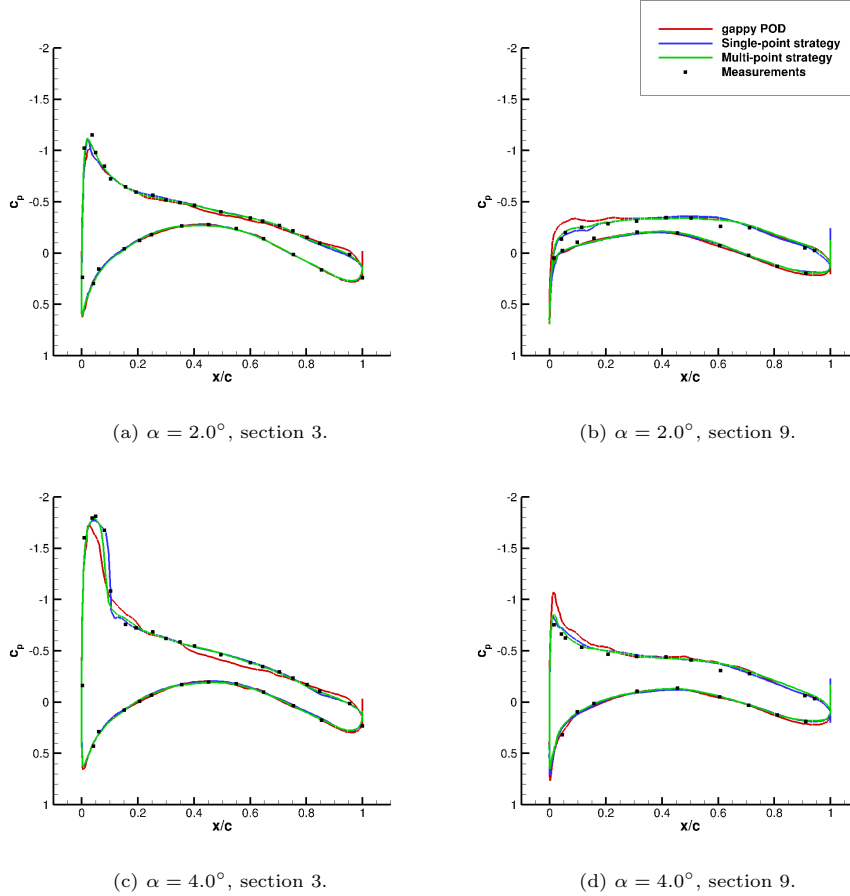 gappy POD
Single-point strategy
Multi-point strategy
Measurements
-2
-1.5
-1
-0.5
0
0.5
1
cp
0 0.2 0.4 0.6 0.8 1
x/c
-2
-1.5
-1
-0.5
0
0.5
1
cp
0 0.2 0.4 0.6 0.8 1
x/c
(a) α = 2.0°, section 3.
(b) α = 2.0°, section 9.
-2
-1.5
-1
-0.5
0
0.5
1
cp
0 0.2 0.4 0.6 0.8 1
x/c
-2
-1.5
-1
-0.5
0
0.5
1
cp
0 0.2 0.4 0.6 0.8 1
x/c
(c) α = 4.0°, section 3.
(d) α = 4.0°, section 9.